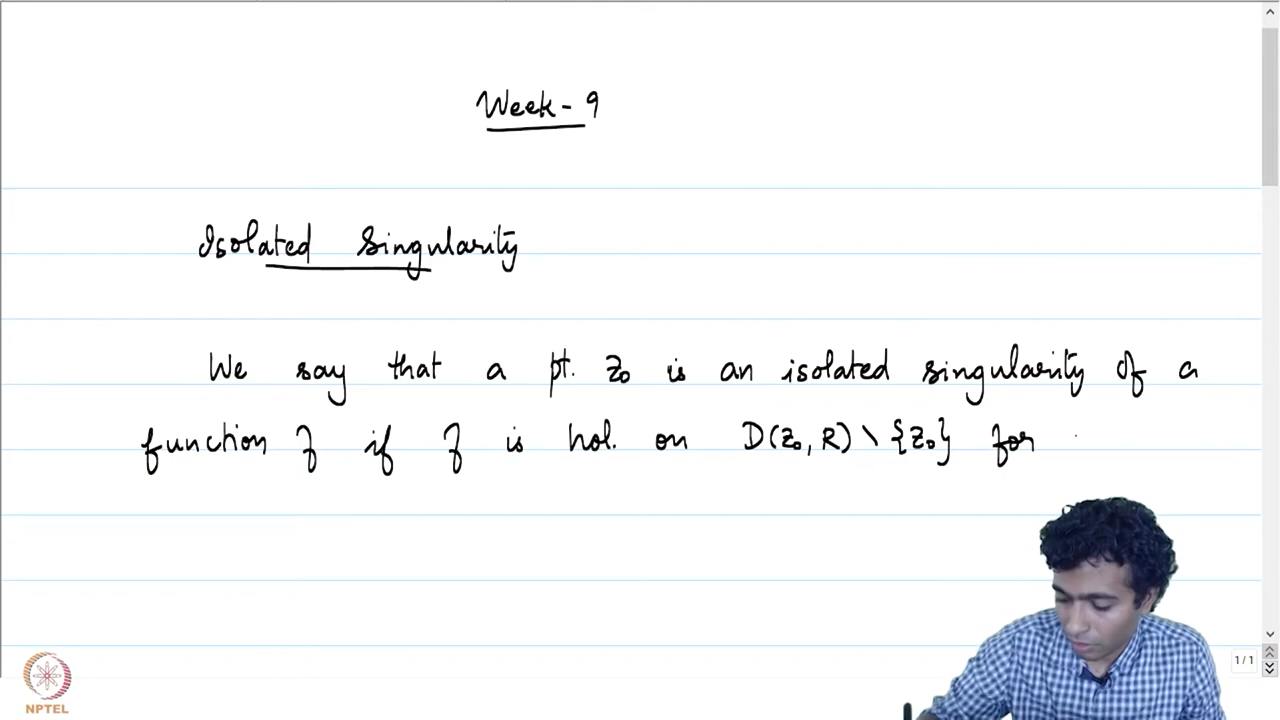 Week - 9
Isolated Singularity
We say that a pt. z₀ is an isolated singularity of a
function f if f is hol. on D(z₀, R) \ {z₀} for
1/1
NPTEL